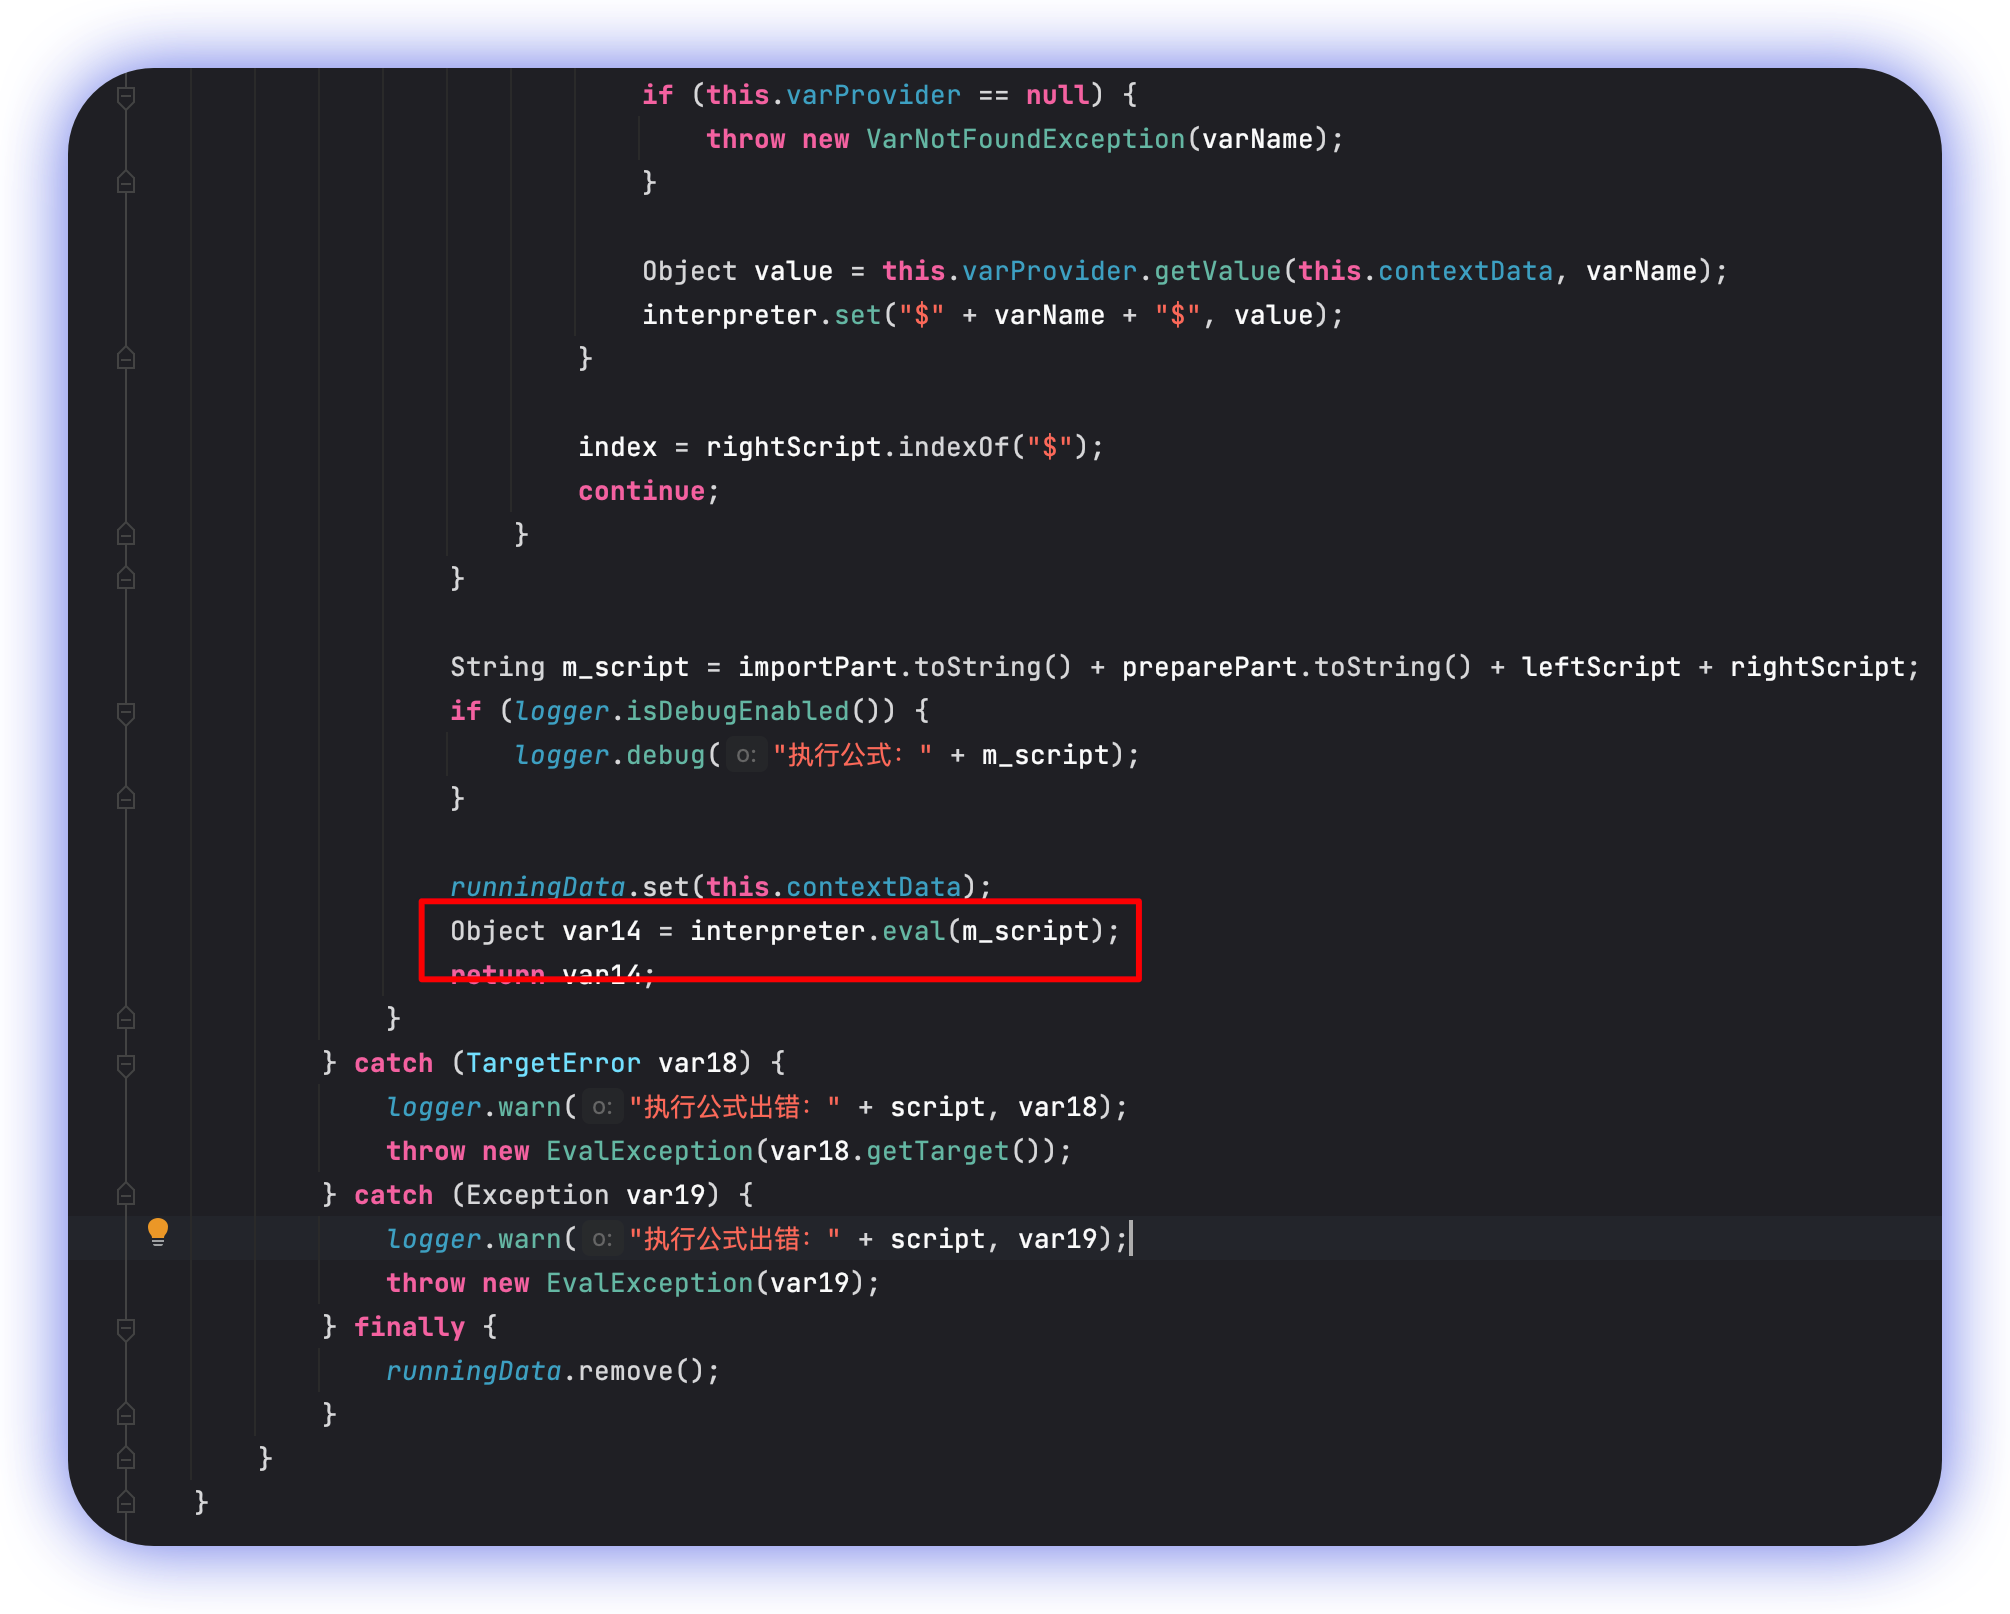 if (this.varProvider == null) {
throw new VarNotFoundException(varName);
}
Object value = this.varProvider.getValue(this.contextData, varName);
interpreter.set("$" + varName + "$", value);
}
index = rightScript.indexOf("$");
continue;
}
}
String m_script = importPart.toString() + preparePart.toString() + leftScript + rightScript;
if (logger.isDebugEnabled()) {
logger.debug( o: "执行公式：" + m_script);
}
runningData.set(this.contextData);
Object var14 = interpreter.eval(m_script);
return var14;
}
} catch (TargetError var18) {
logger.warn( o: "执行公式出错：" + script, var18);
throw new EvalException(var18.getTarget());
} catch (Exception var19) {
logger.warn( o: "执行公式出错：" + script, var19);
throw new EvalException(var19);
} finally {
runningData.remove();
}
}
}